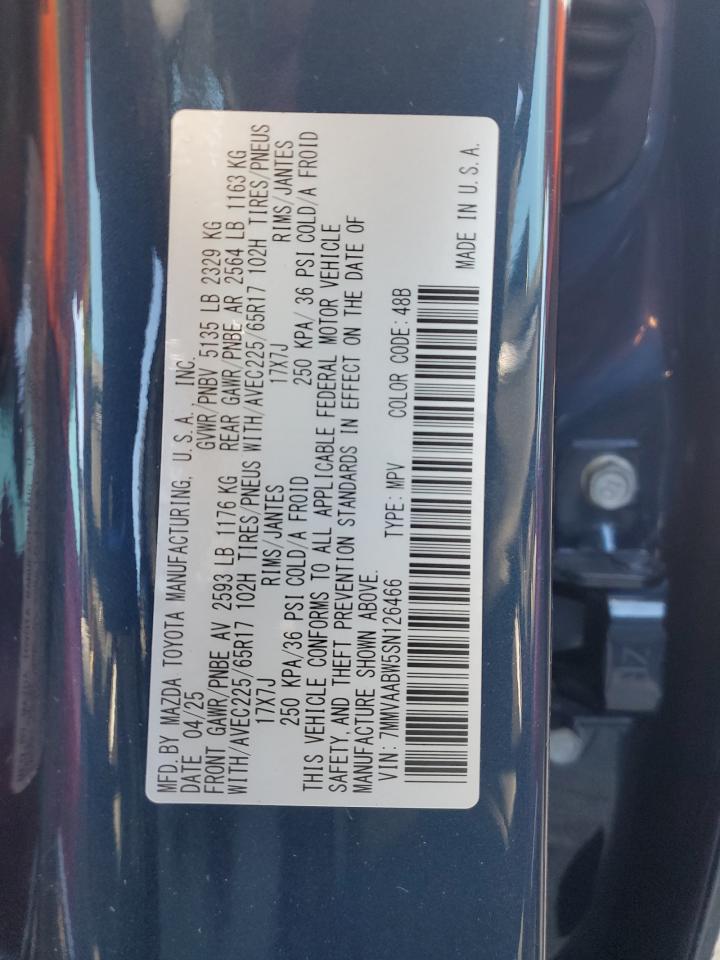 MFD.BY MAZDA TOYOTA MANUFACTURING, U.S.A. INC.
DATE 04/25 GVWR/PNBV 5135 LB 2329 KG
FRONT GAWR/PNBE AV 2593 LB 1176 KG REAR GAWR/PNBE AR 2564 LB 1163 KG
WITH/AVEC225/65R17 102H TIRES/PNEUS WITH/AVEC225/65R17 102H TIRES/PNEUS
17X7J RIMS/JANTES 17X7J RIMS/JANTES
250 KPA/36 PSI COLD/A FROID 250 KPA/36 PSI COLD/A FROID
THIS VEHICLE CONFORMS TO ALL APPLICABLE FEDERAL MOTOR VEHICLE
SAFETY, AND THEFT PREVENTION STANDARDS IN EFFECT ON THE DATE OF
MANUFACTURE SHOWN ABOVE.
VIN: 7MMVAABW5SN126466 TYPE: MPV COLOR CODE: 48B
MADE IN U.S.A.